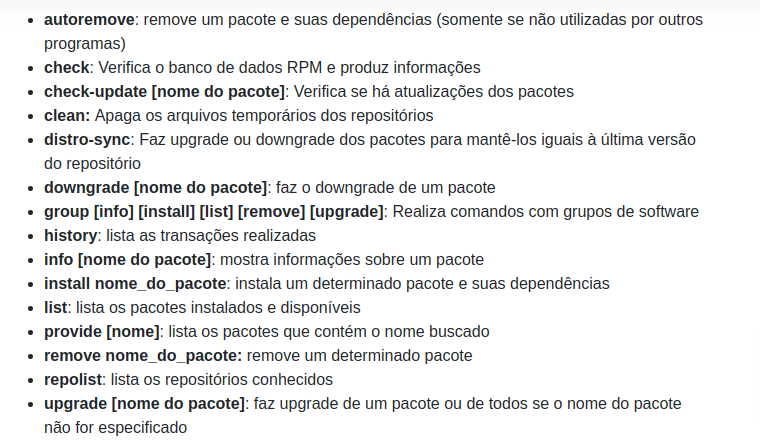 • autoremove: remove um pacote e suas dependências (somente se não utilizadas por outros
programas)
• check: Verifica o banco de dados RPM e produz informações
• check-update [nome do pacote]: Verifica se há atualizações dos pacotes
• clean: Apaga os arquivos temporários dos repositórios
• distro-sync: Faz upgrade ou downgrade dos pacotes para mantê-los iguais à última versão
do repositório
• downgrade [nome do pacote]: faz o downgrade de um pacote
• group [info] [install] [list] [remove] [upgrade]: Realiza comandos com grupos de software
• history: lista as transações realizadas
• info [nome do pacote]: mostra informações sobre um pacote
• install nome_do_pacote: instala um determinado pacote e suas dependências
• list: lista os pacotes instalados e disponíveis
• provide [nome]: lista os pacotes que contém o nome buscado
• remove nome_do_pacote: remove um determinado pacote
• repolist: lista os repositórios conhecidos
• upgrade [nome do pacote]: faz upgrade de um pacote ou de todos se o nome do pacote
não for especificado